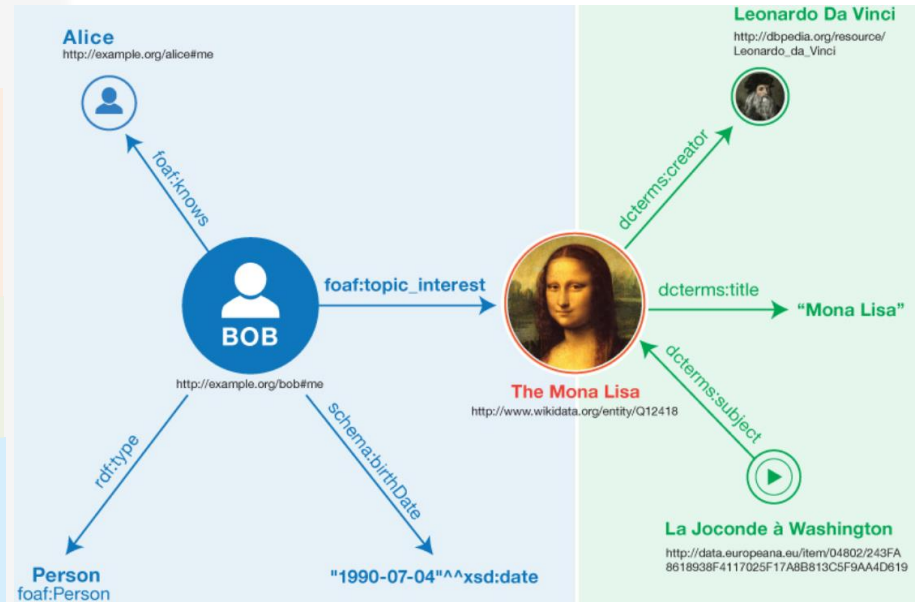 Alice
http://example.org/alice#me
foaf:knows
BOB
http://example.org/bob#me
foaf:topic_interest
rdf:type
schema:birthDate
Person
foaf:Person
"1990-07-04"^^xsd:date
Leonardo Da Vinci
http://dbpedia.org/resource/
Leonardo_da_Vinci
dcterms:creator
dcterms:title
“Mona Lisa”
The Mona Lisa
http://www.wikidata.org/entity/Q12418
dcterms:subject
La Joconde à Washington
http://data.europeana.eu/item/04802/243FA
8618938F4117025F17A8B813C5F9AA4D619